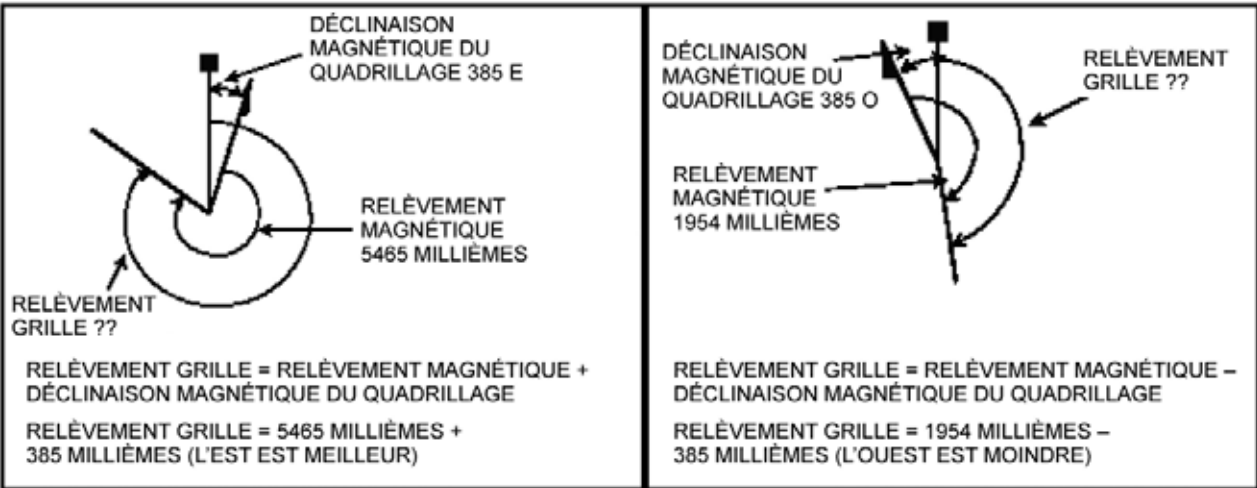 DÉCLINAISON
MAGNÉTIQUE DU
QUADRILLAGE 385 E
RELÈVEMENT
MAGNÉTIQUE
5465 MILLIÈMES
RELÈVEMENT
GRILLE ??
RELÈVEMENT GRILLE = RELÈVEMENT MAGNÉTIQUE +
DÉCLINAISON MAGNÉTIQUE DU QUADRILLAGE
RELÈVEMENT GRILLE = 5465 MILLIÈMES +
385 MILLIÈMES (L'EST EST MEILLEUR)
DÉCLINAISON
MAGNÉTIQUE DU
QUADRILLAGE 385 O
RELÈVEMENT
GRILLE ??
RELÈVEMENT
MAGNÉTIQUE
1954 MILLIÈMES
RELÈVEMENT GRILLE = RELÈVEMENT MAGNÉTIQUE –
DÉCLINAISON MAGNÉTIQUE DU QUADRILLAGE
RELÈVEMENT GRILLE = 1954 MILLIÈMES –
385 MILLIÈMES (L'OUEST EST MOINDRE)